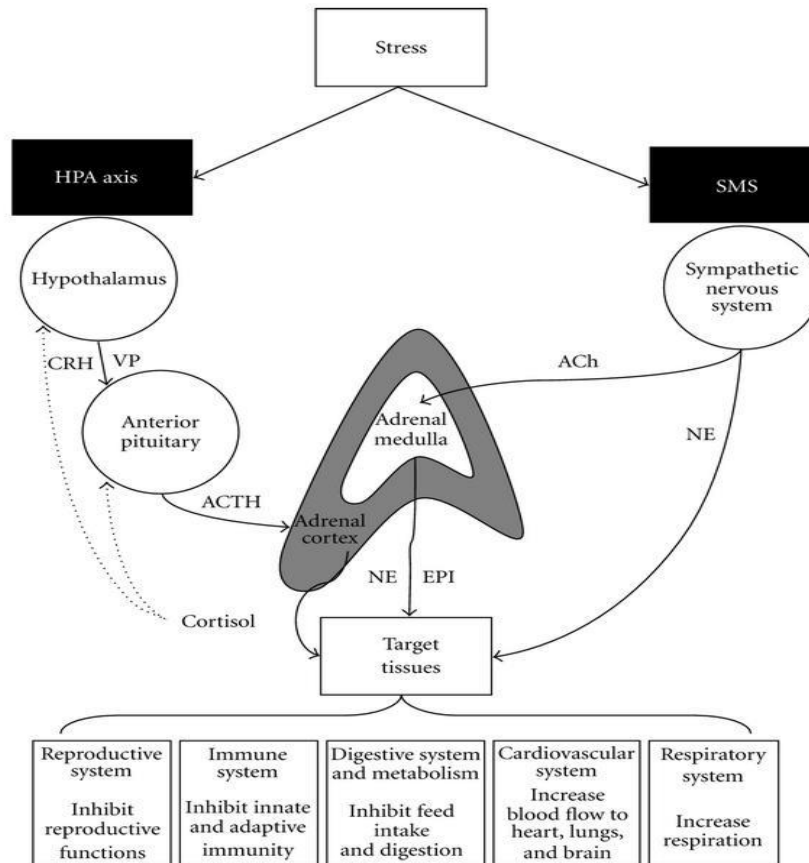 Stress
HPA axis
SMS
Hypothalamus
Sympathetic
nervous
system
CRH
VP
ACh
Anterior
pituitary
Adrenal
medulla
NE
ACTH
Adrenal
cortex
NE
EPI
Cortisol
Target
tissues
Reproductive
system
Inhibit
reproductive
functions
Immune
system
Inhibit innate
and adaptive
immunity
Digestive system
and metabolism
Inhibit feed
intake
and digestion
Cardiovascular
system
Increase
blood flow to
heart, lungs,
and brain
Respiratory
system
Increase
respiration